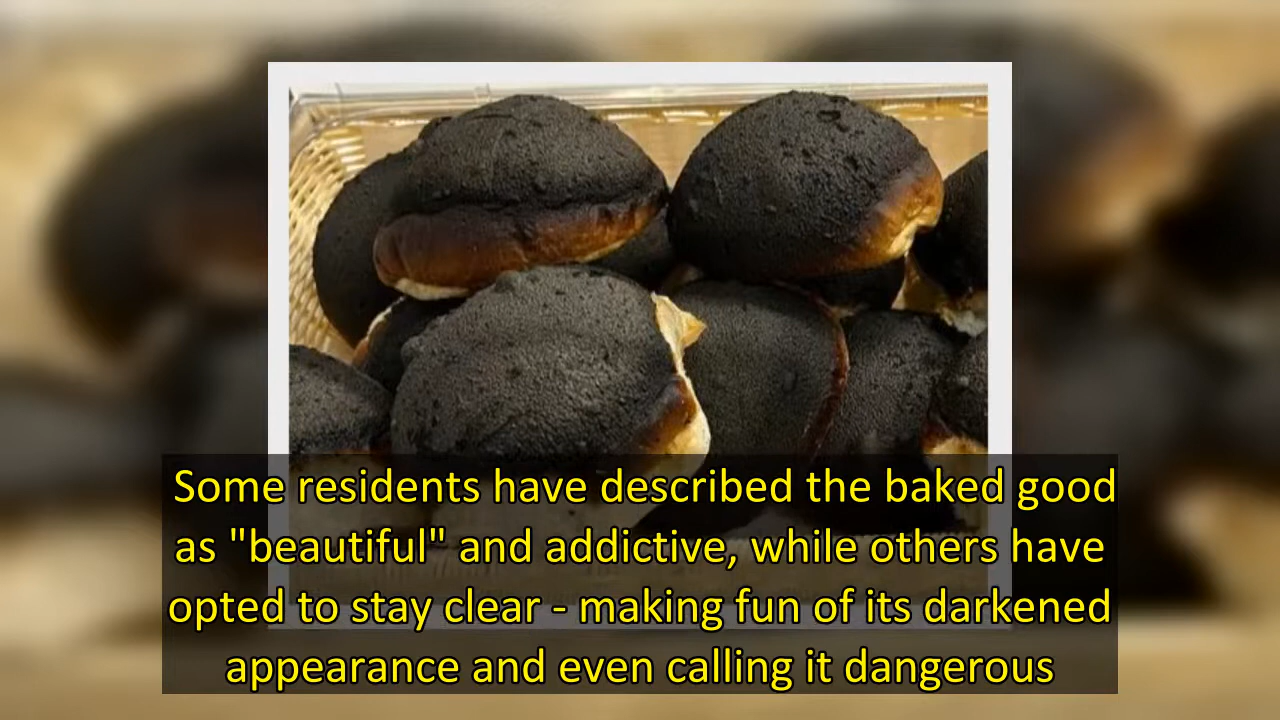 Some residents have described the baked good
as "beautiful" and addictive, while others have
opted to stay clear - making fun of its darkened
appearance and even calling it dangerous